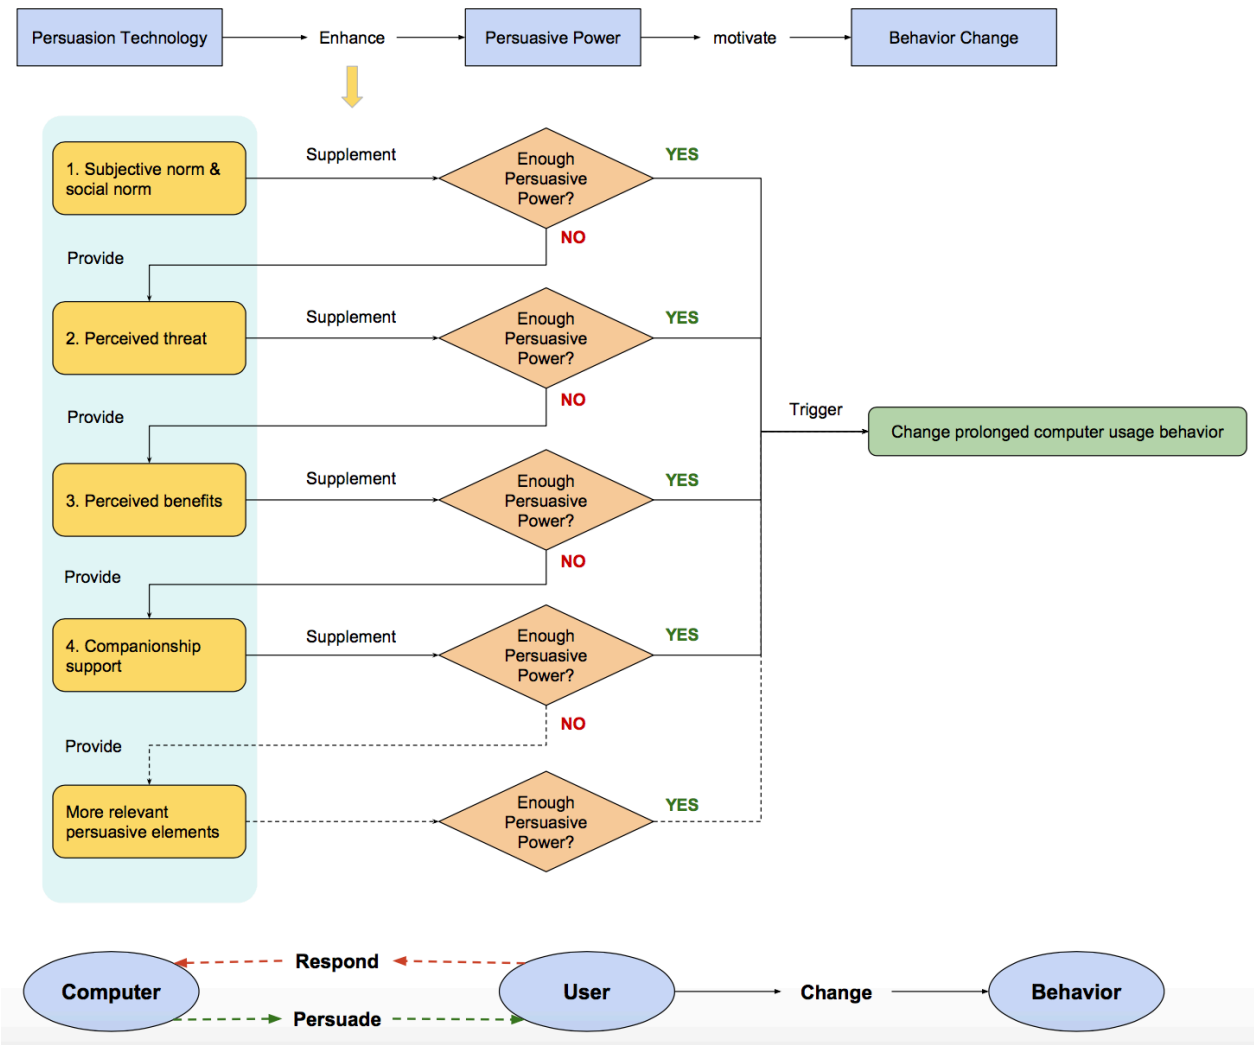 Persuasion Technology
Enhance
Persuasive Power
motivate
Behavior Change
1. Subjective norm &
social norm
Supplement
Enough
Persuasive
Power?
YES
NO
Provide
2. Perceived threat
Supplement
Enough
Persuasive
Power?
YES
NO
Provide
3. Perceived benefits
Supplement
Enough
Persuasive
Power?
YES
NO
Provide
4. Companionship
support
Supplement
Enough
Persuasive
Power?
YES
NO
Provide
More relevant
persuasive elements
Enough
Persuasive
Power?
YES
Trigger
Change prolonged computer usage behavior
Computer
Respond
Persuade
User
Change
Behavior